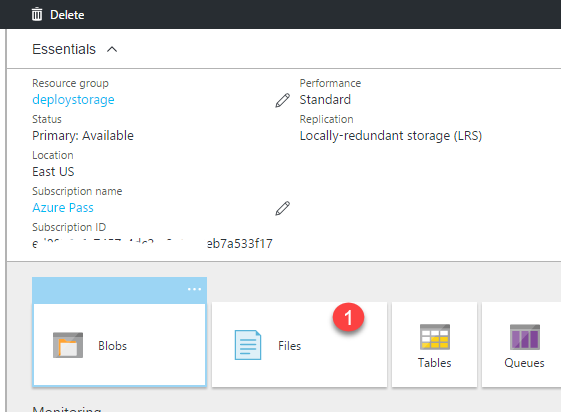 Delete
Essentials
Resource group
deploystorage
Status
Primary: Available
Location
East US
Subscription name
Azure Pass
Subscription ID
eb7a533f17
Performance
Standard
Replication
Locally-redundant storage (LRS)
Blobs
Files
1
Tables
Queues
Monitoring